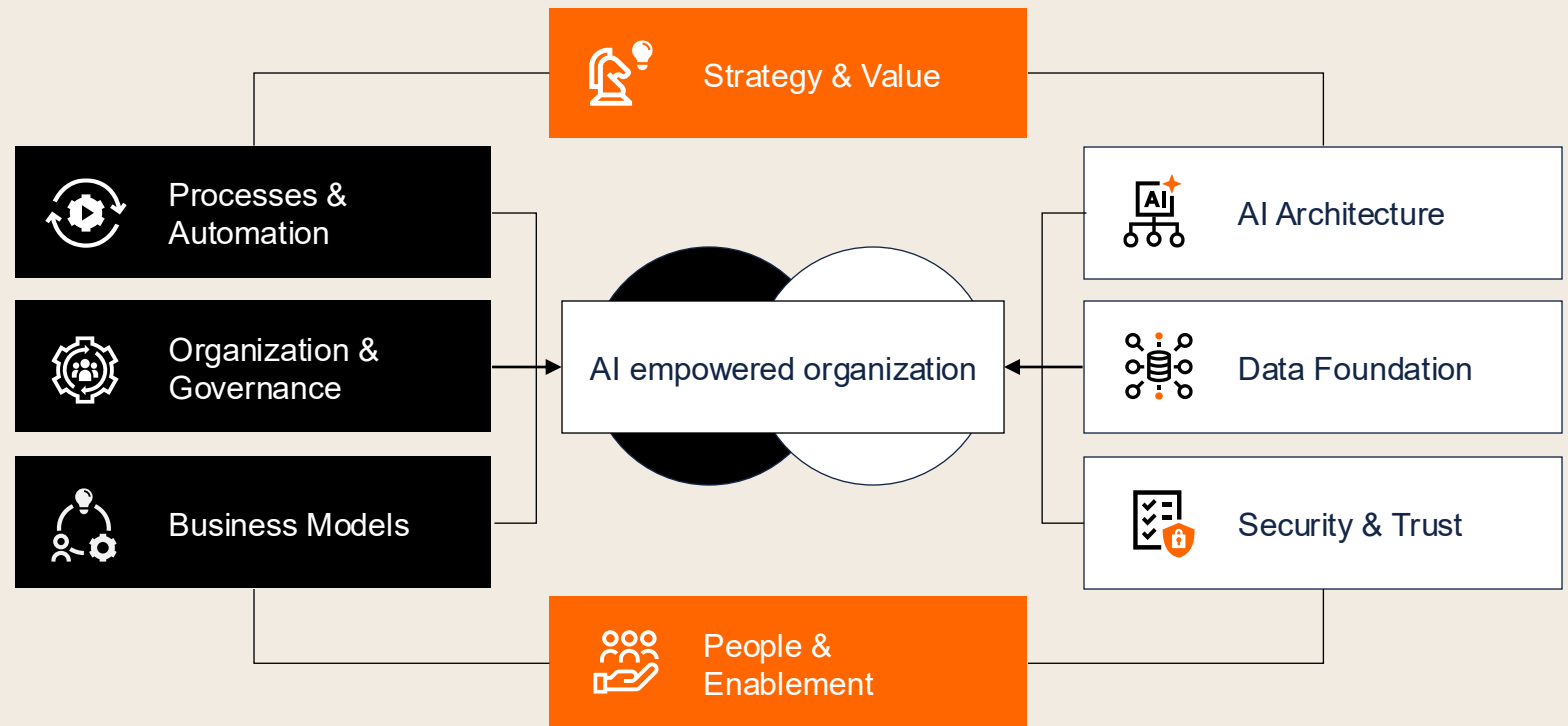 Strategy & Value
Processes &
Automation
AI
AI Architecture
Organization &
Governance
AI empowered organization
Data Foundation
Business Models
Security & Trust
People &
Enablement